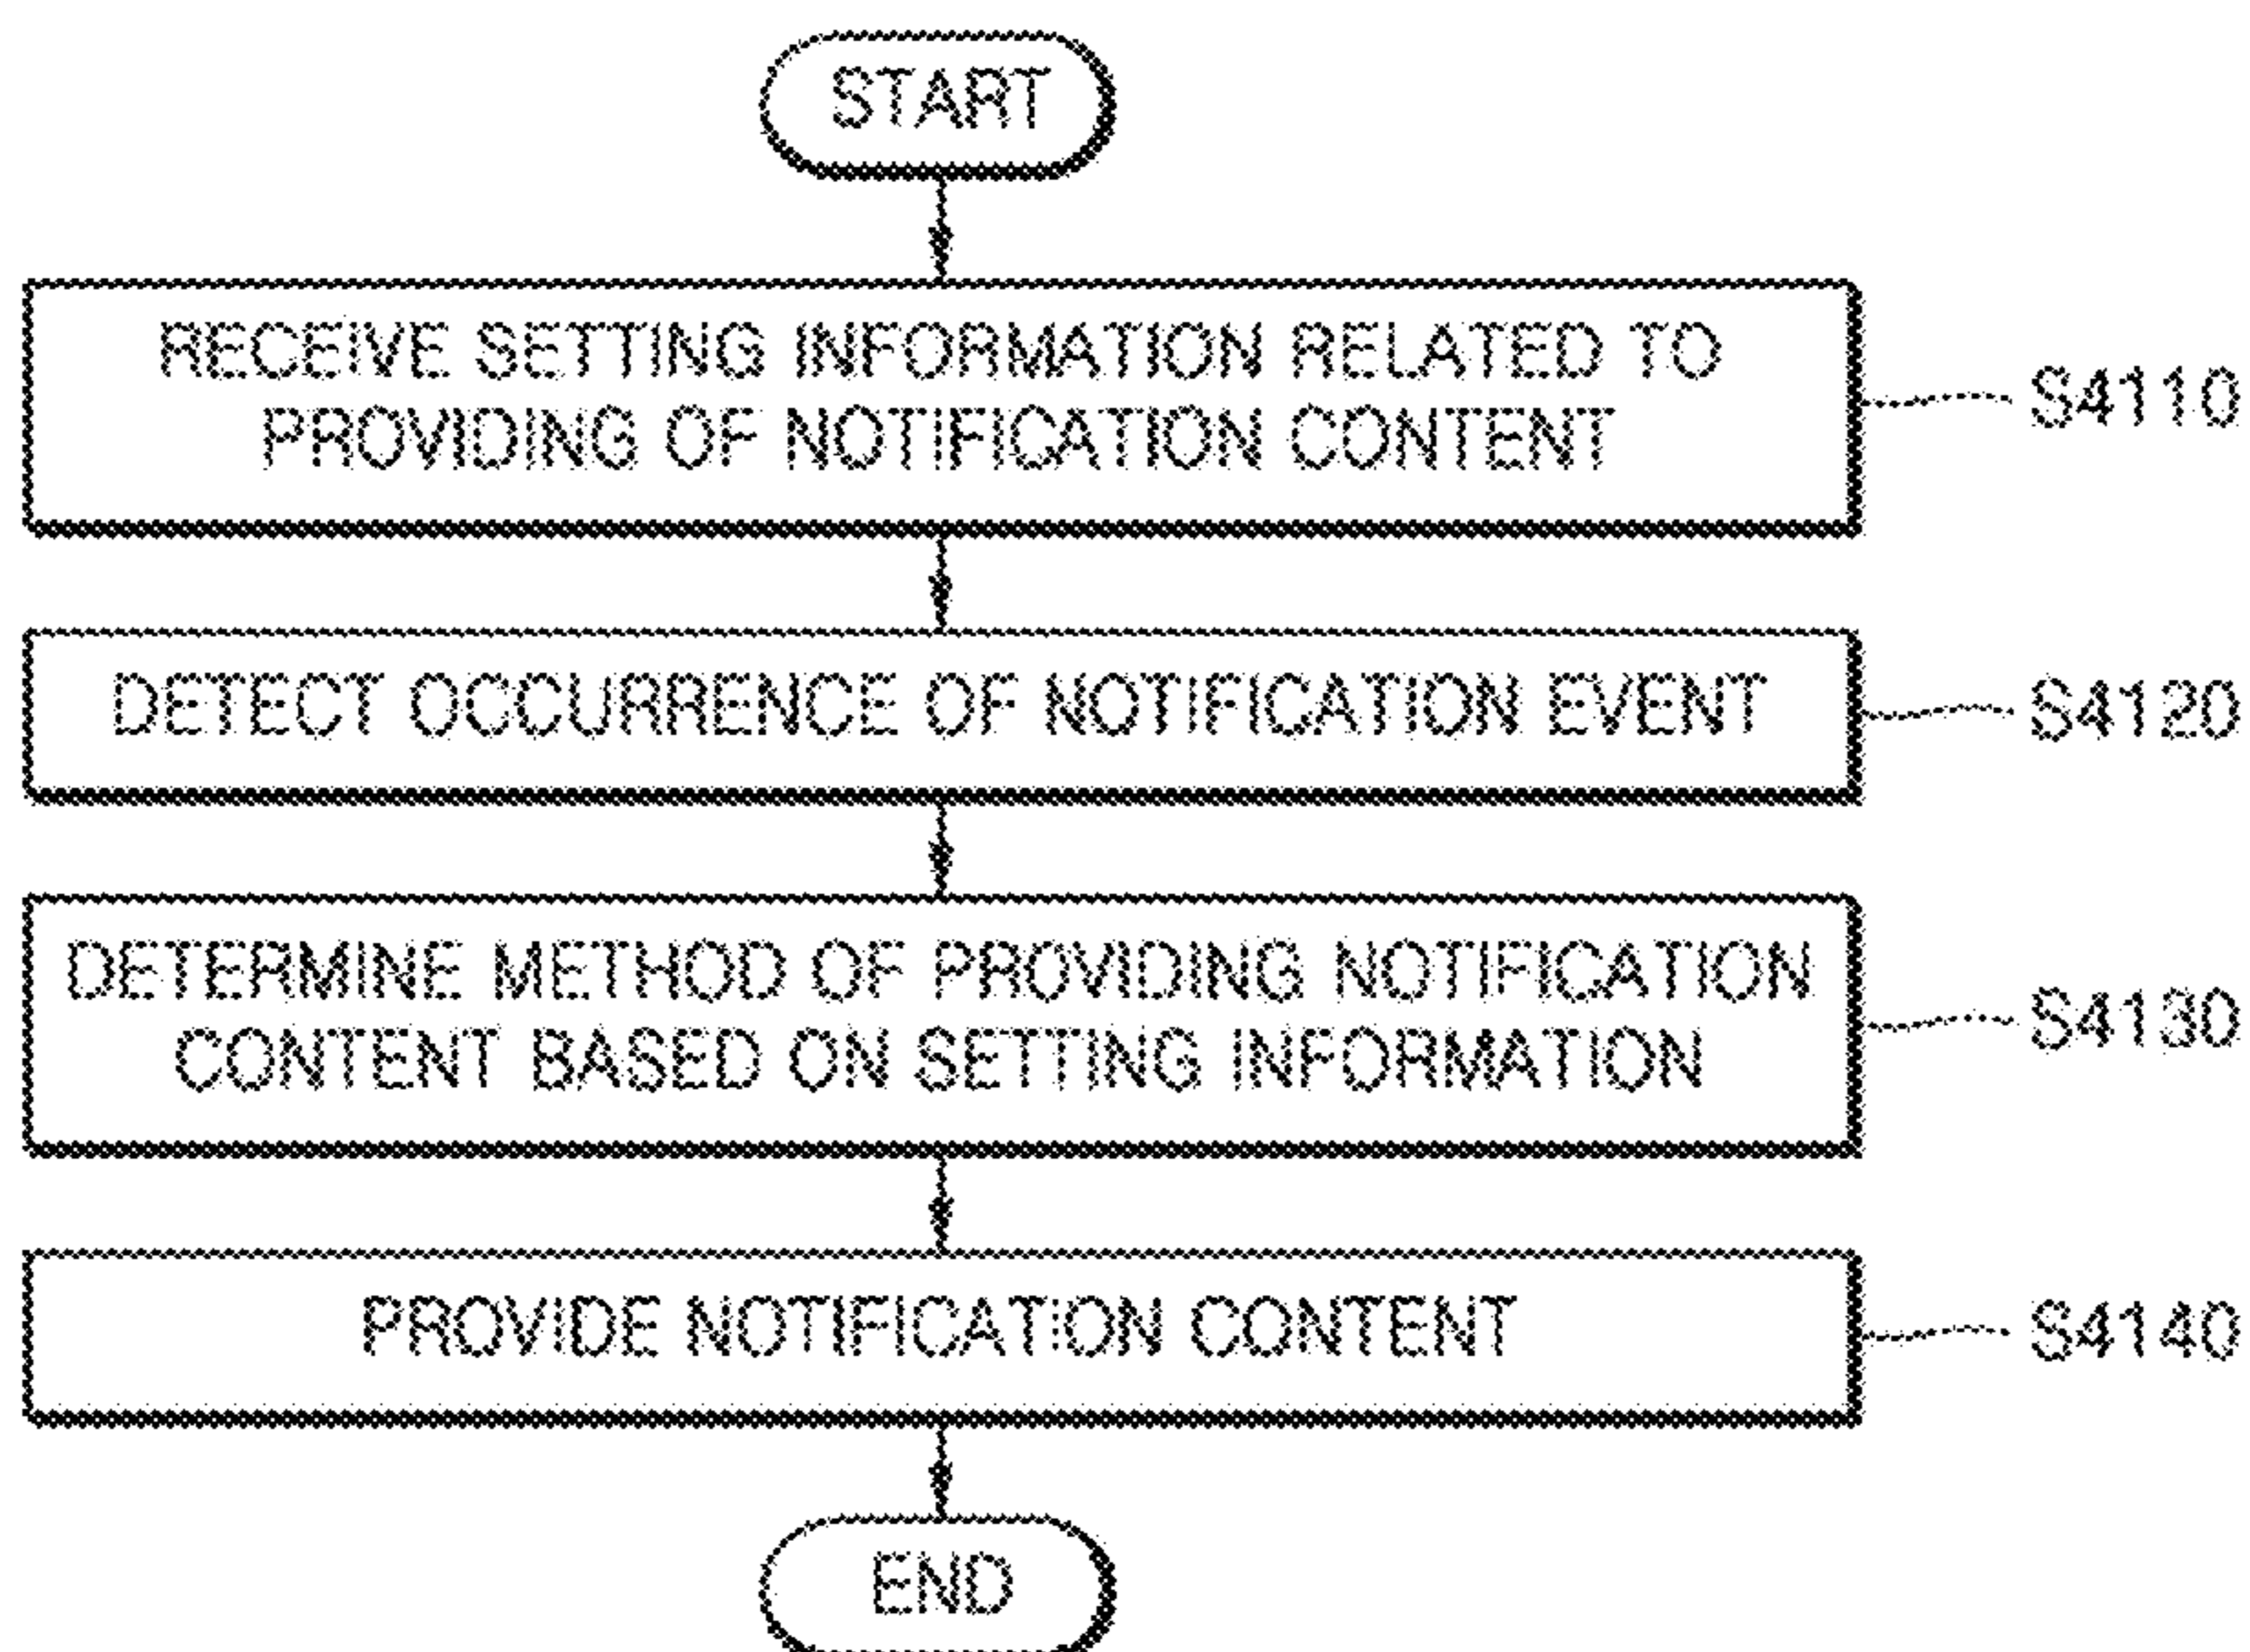 START
RECEIVE SETTING INFORMATION RELATED TO
PROVIDING OF NOTIFICATION CONTENT
S4110
DETECT OCCURRENCE OF NOTIFICATION EVENT
S4120
DETERMINE METHOD OF PROVIDING NOTIFICATION
CONTENT BASED ON SETTING INFORMATION
S4130
PROVIDE NOTIFICATION CONTENT
S4140
END